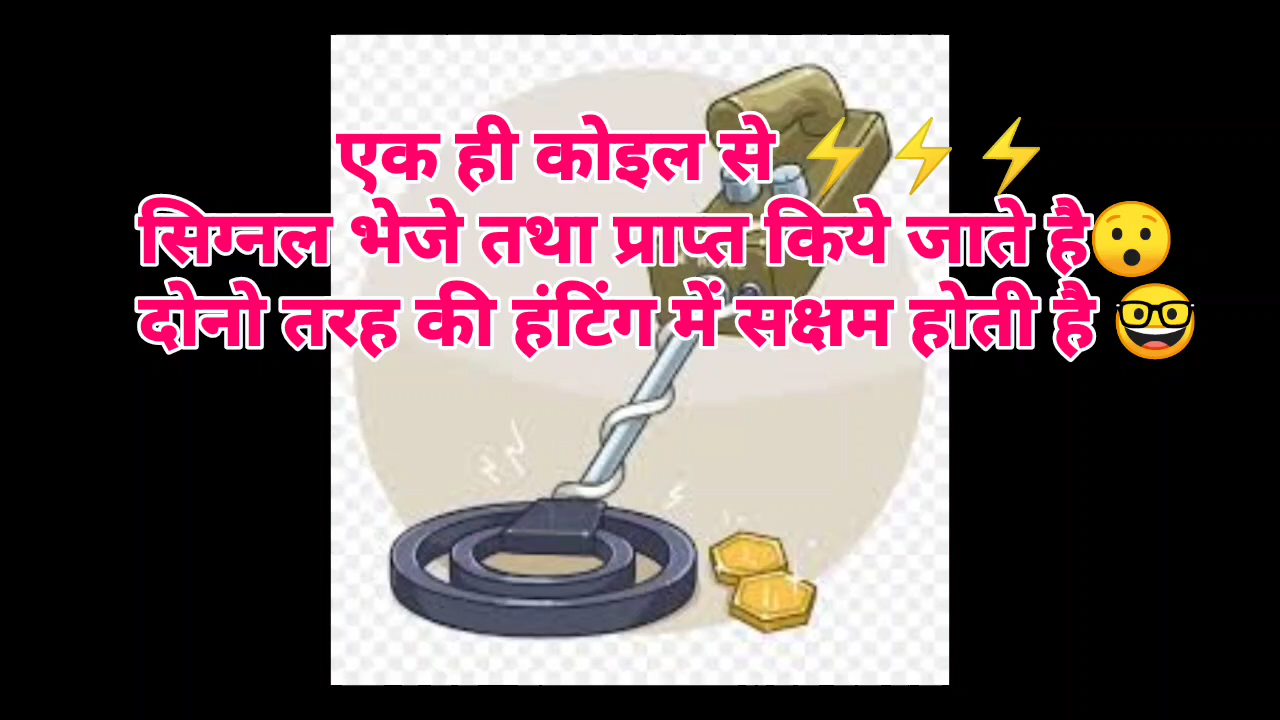 एक ही कोइल से ⚡⚡⚡
सिग्नल भेजे तथा प्राप्त किये जाते है😯
दोनो तरह की हंटिंग में सक्षम होती है 🤓